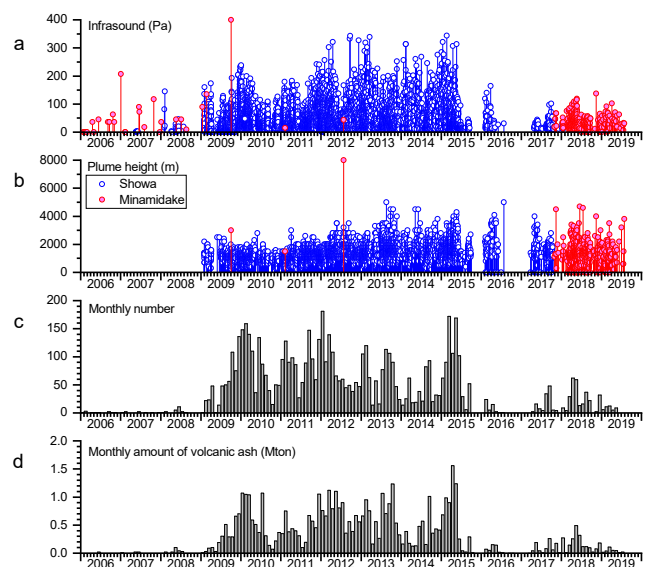 a
Infrasound (Pa)
400
300
200
100
0
2006 2007 2008 2009 2010 2011 2012 2013 2014 2015 2016 2017 2018 2019
b
Plume height (m)
Showa
Minamidake
8000
6000
4000
2000
0
2006 2007 2008 2009 2010 2011 2012 2013 2014 2015 2016 2017 2018 2019
c
Monthly number
200
150
100
50
0
2006 2007 2008 2009 2010 2011 2012 2013 2014 2015 2016 2017 2018 2019
d
Monthly amount of volcanic ash (Mton)
2.0
1.5
1.0
0.5
0.0
2006 2007 2008 2009 2010 2011 2012 2013 2014 2015 2016 2017 2018 2019